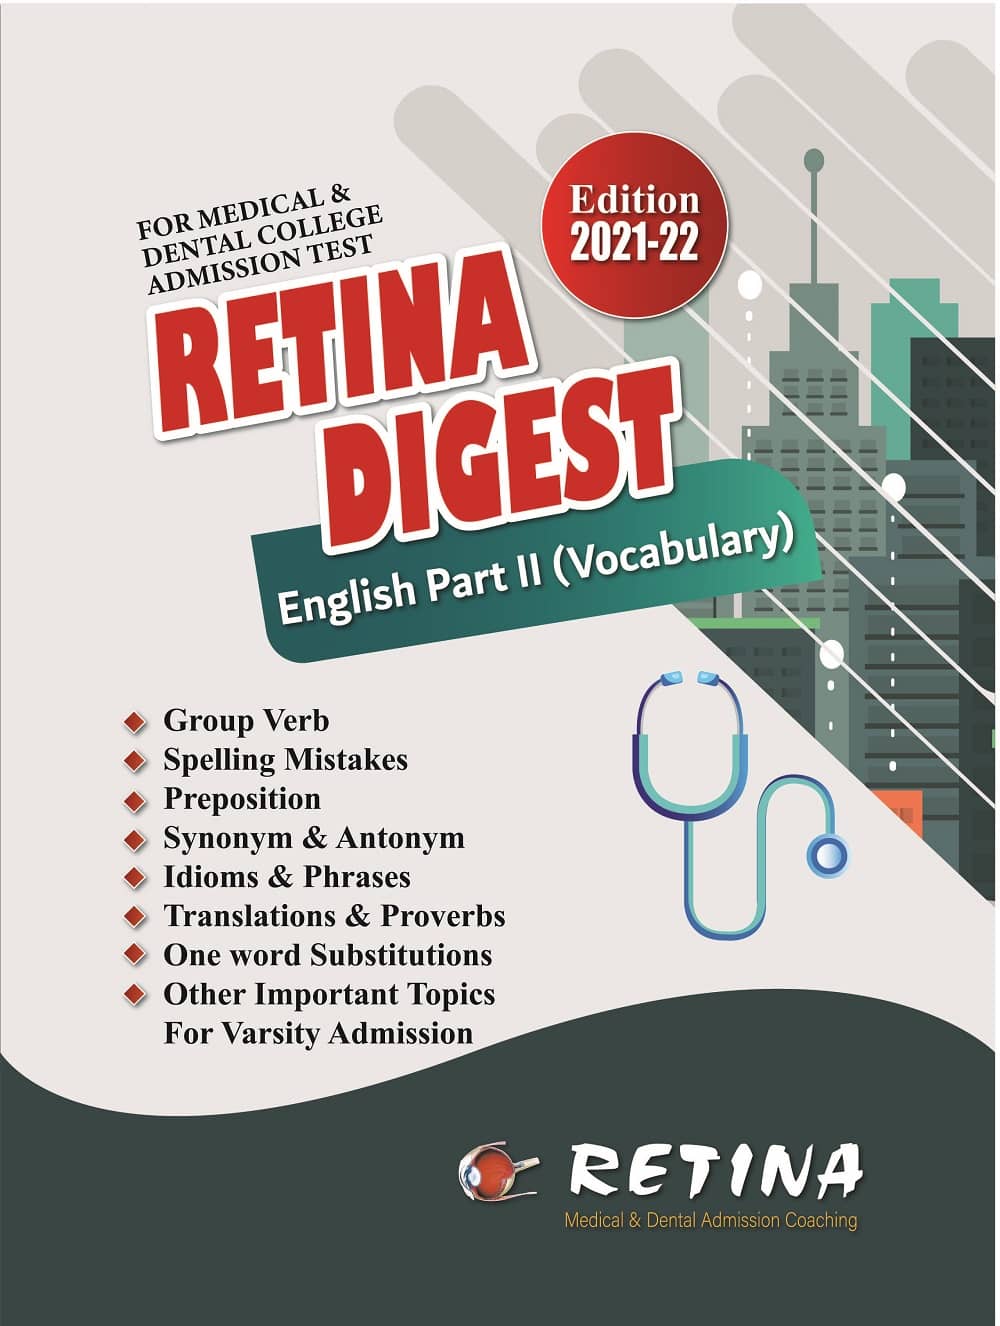 FOR MEDICAL &
DENTAL COLLEGE
ADMISSION TEST
Edition
2021-22
RETINA
DIGEST
English Part II (Vocabulary)
Group Verb
Spelling Mistakes
Preposition
Synonym & Antonym
Idioms & Phrases
Translations & Proverbs
One word Substitutions
Other Important Topics
For Varsity Admission
RETINA
Medical & Dental Admission Coaching